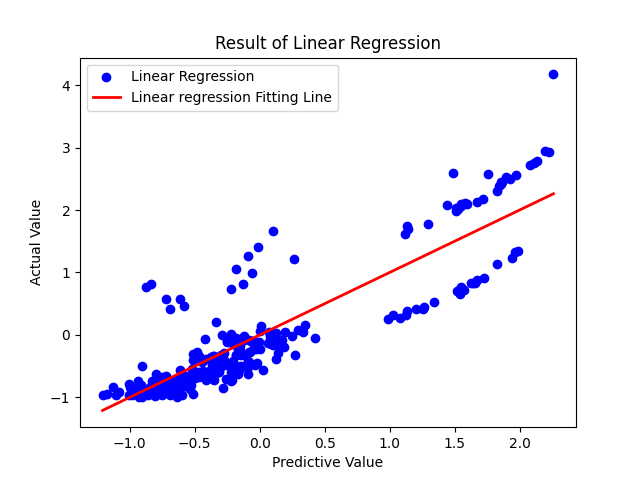 Result of Linear Regression
Linear Regression
Linear regression Fitting Line
Actual Value
4
3
2
1
0
−1
−1.0 −0.5 0.0 0.5 1.0 1.5 2.0
Predictive Value